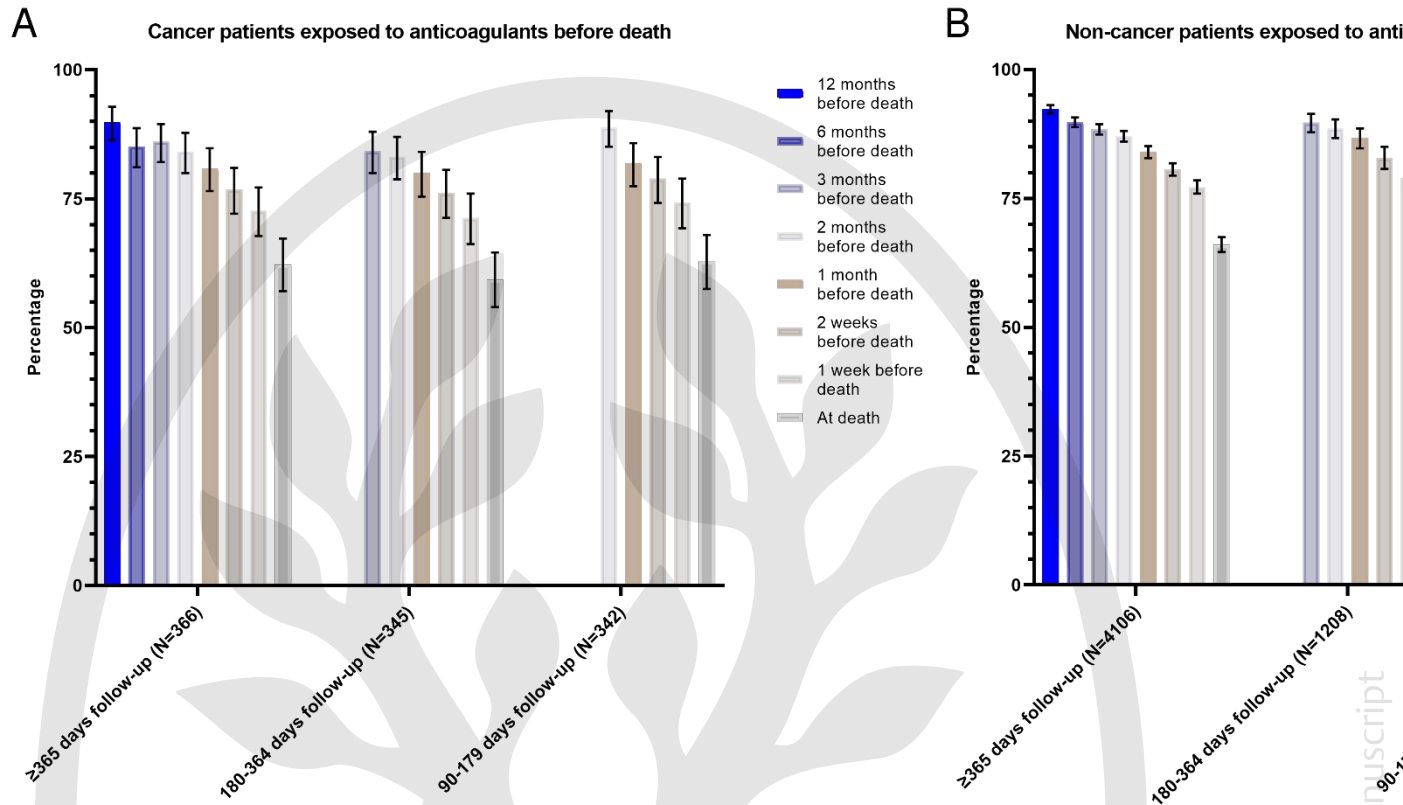 A
Cancer patients exposed to anticoagulants before death
100
75
50
25
0
Percentage
≥365 days follow-up (N=366)
180-364 days follow-up (N=345)
90-179 days follow-up (N=342)
12 months
before death
6 months
before death
3 months
before death
2 months
before death
1 month
before death
2 weeks
before death
1 week before
death
At death
B
Non-cancer patients exposed to anti
100
75
50
25
0
Percentage
≥365 days follow-up (N=4106)
180-364 days follow-up (N=1208)
90-1
nuscript